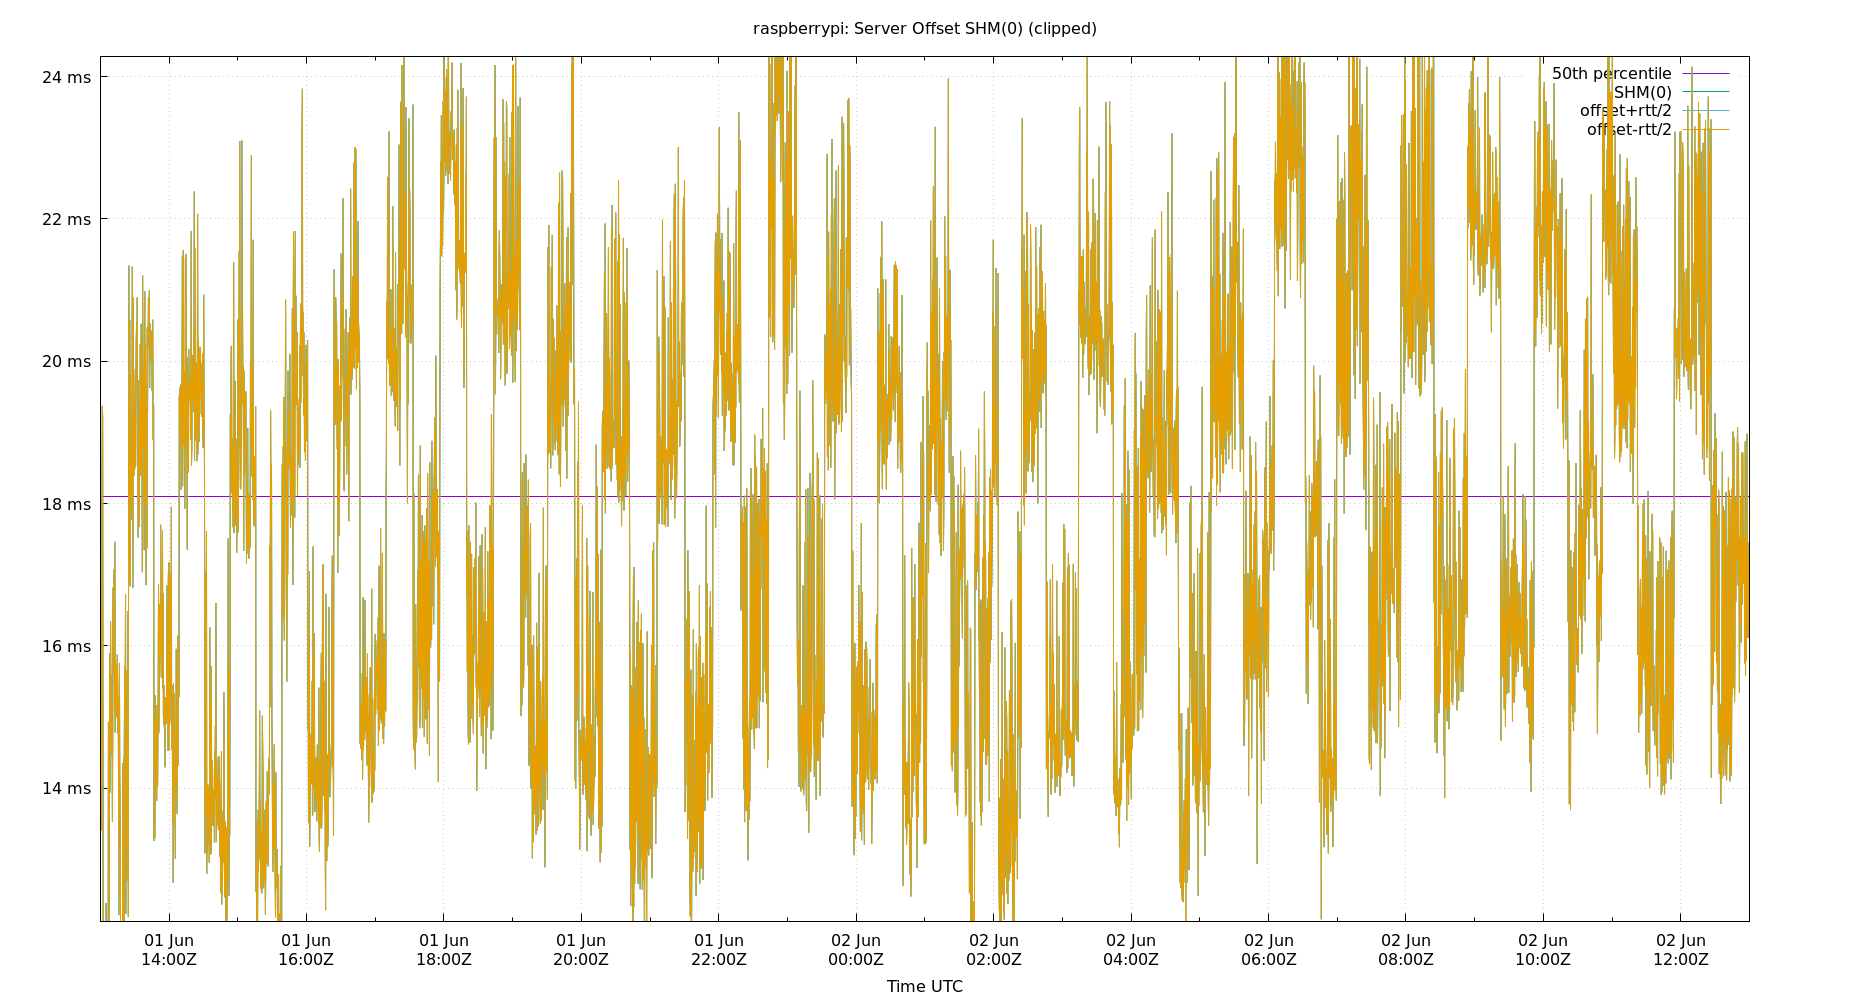 raspberrypi: Server Offset SHM(0) (clipped)
24 ms
22 ms
20 ms
18 ms
16 ms
14 ms
50th percentile
SHM(0)
offset+rtt/2
offset-rtt/2
01 Jun 01 Jun 01 Jun 01 Jun 01 Jun 02 Jun 02 Jun 02 Jun 02 Jun 02 Jun 02 Jun 02 Jun
14:00Z 16:00Z 18:00Z 20:00Z 22:00Z 00:00Z 02:00Z 04:00Z 06:00Z 08:00Z 10:00Z 12:00Z
Time UTC